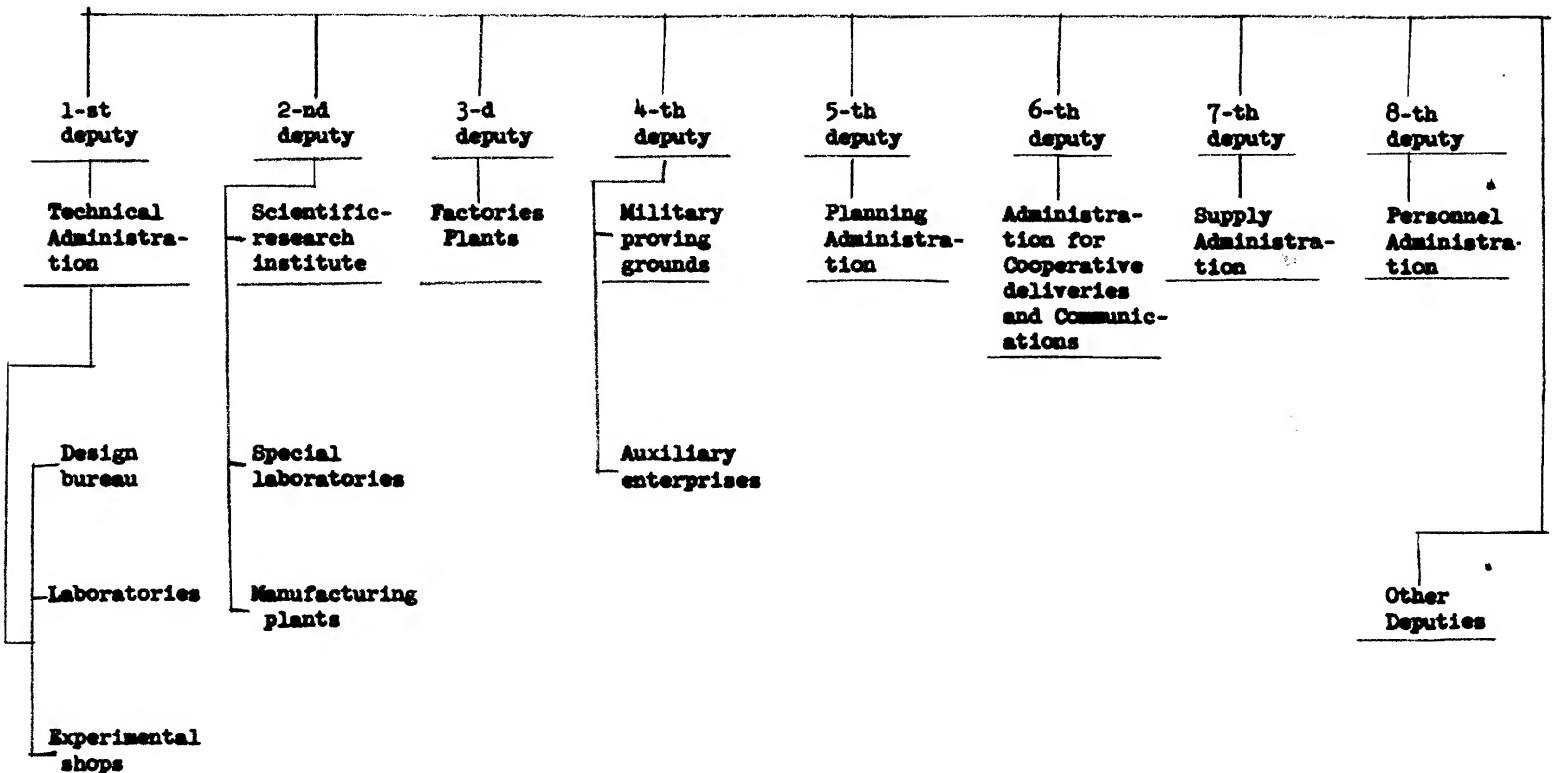 1-st
deputy
2-nd
deputy
3-d
deputy
4-th
deputy
5-th
deputy
6-th
deputy
7-th
deputy
8-th
deputy
Technical
Administra-
tion
Scientific-
research
institute
Factories
Plants
Military
proving
grounds
Planning
Administra-
tion
Administra-
tion for
Cooperative
deliveries
and Communic-
ations
Supply
Administra-
tion
Personnel
Administra-
tion
Design
bureau
Special
laboratories
Auxiliary
enterprises
Laboratories
Manufacturing
plants
Other
Deputies
Experimental
shops